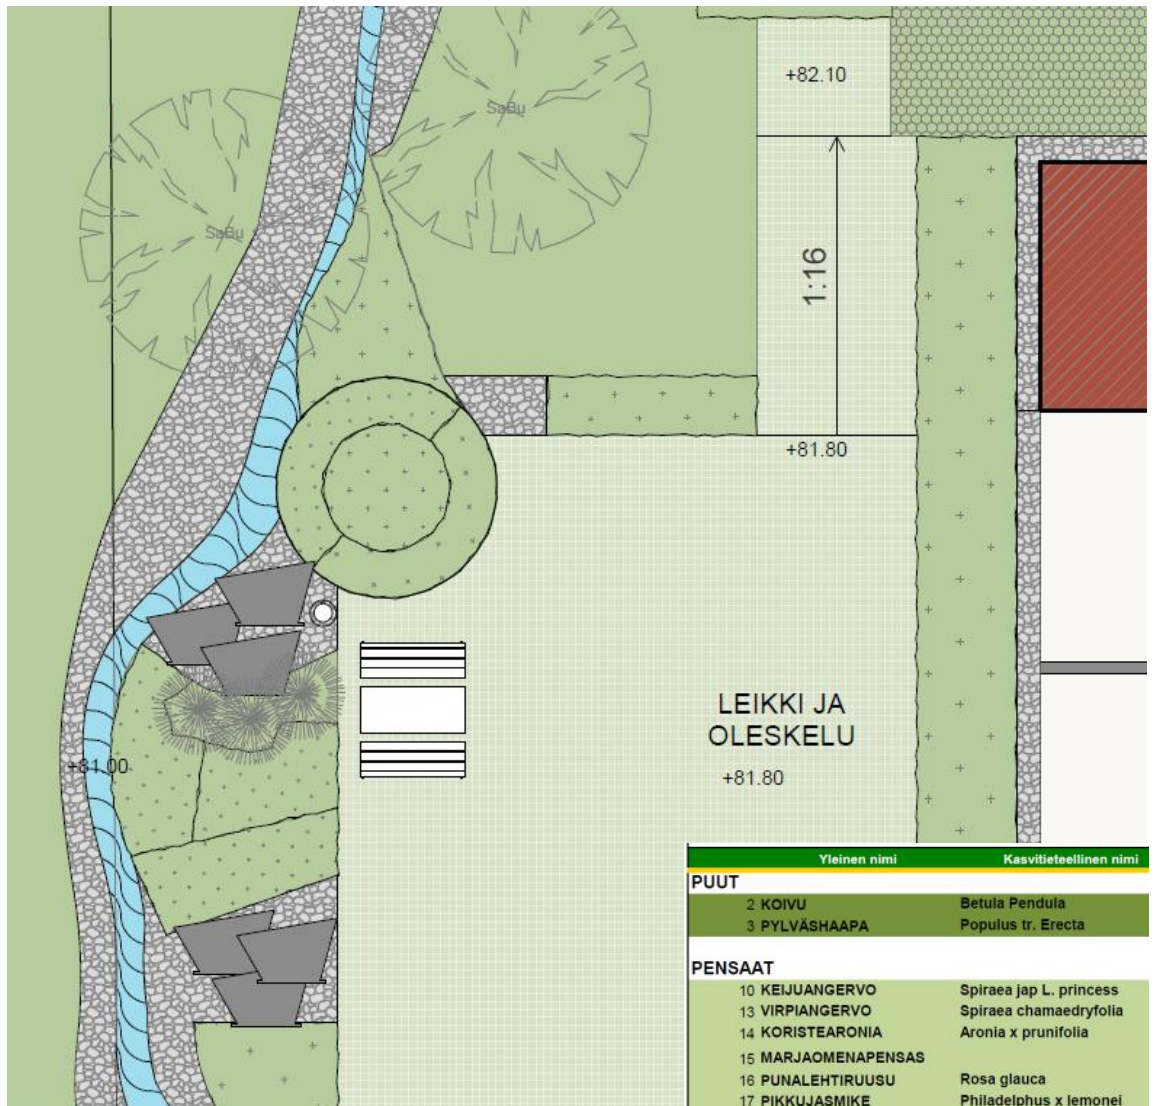 +82.10
SaBu
SaBu
1:16
+81.80
LEIKKI JA
OLESKELU
+81.80
+81.00
Yleinen nimi Kasvitieteellinen nimi
PUUT
2 KOIVU Betula Pendula
3 PYLVÄSHAAPA Populus tr. Erecta
PENSAAT
10 KEIJUANGERVO Spiraea jap L. princess
13 VIRPIANGERVO Spiraea chamaedryfolia
14 KORISTEARONIA Aronia x prunifolia
15 MARJAOMENAPENSAS
16 PUNALEHTIRUUSU Rosa glauca
17 PIKKUJASMIKE Philadelphus x lemonei